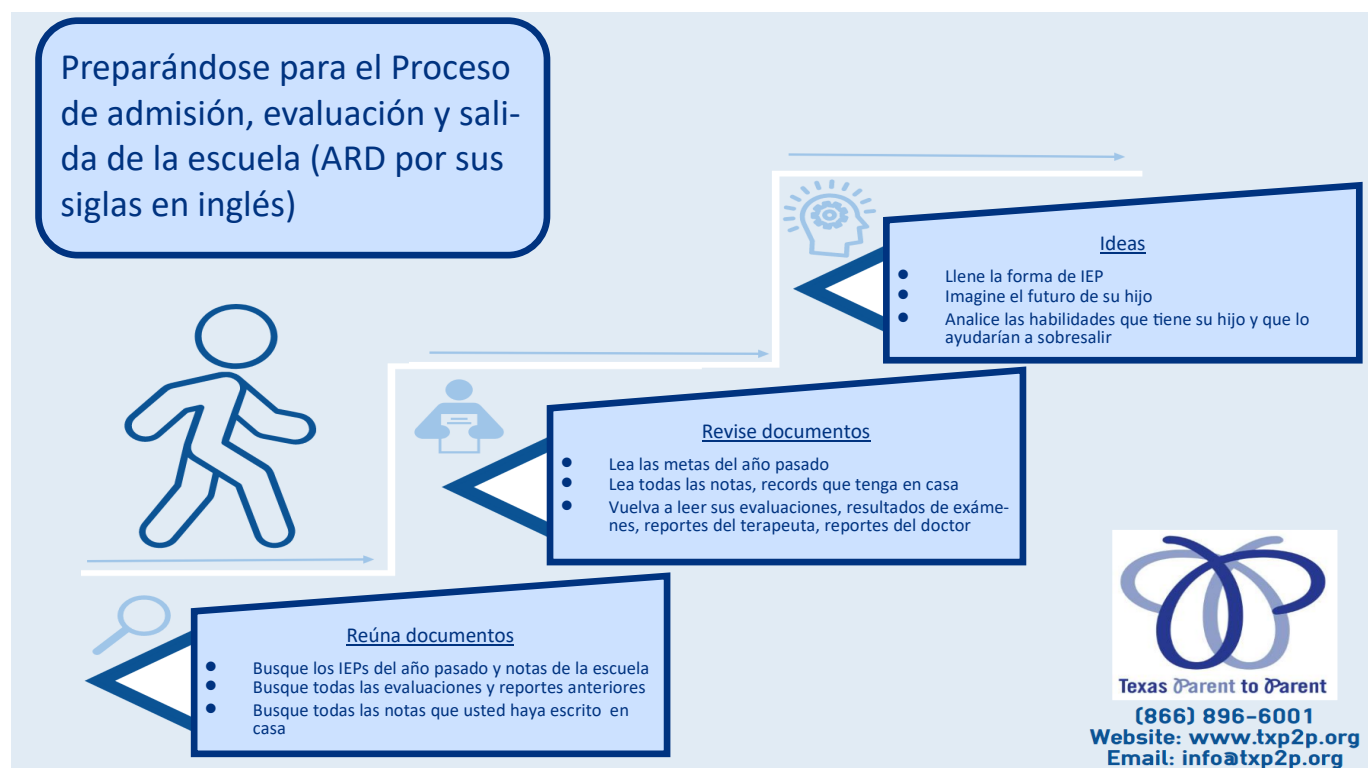 Preparándose para el Proceso
de admisión, evaluación y sali-
da de la escuela (ARD por sus
siglas en inglés)
Ideas
● Llene la forma de IEP
● Imagine el futuro de su hijo
● Analice las habilidades que tiene su hijo y que lo
ayudarían a sobresalir
Revise documentos
● Lea las metas del año pasado
● Lea todas las notas, records que tenga en casa
● Vuelva a leer sus evaluaciones, resultados de exáme-
nes, reportes del terapeuta, reportes del doctor
Reúna documentos
● Busque los IEPs del año pasado y notas de la escuela
● Busque todas las evaluaciones y reportes anteriores
● Busque todas las notas que usted haya escrito en
casa
Texas Parent to Parent
(866) 896-6001
Website: www.txp2p.org
Email: info@txp2p.org